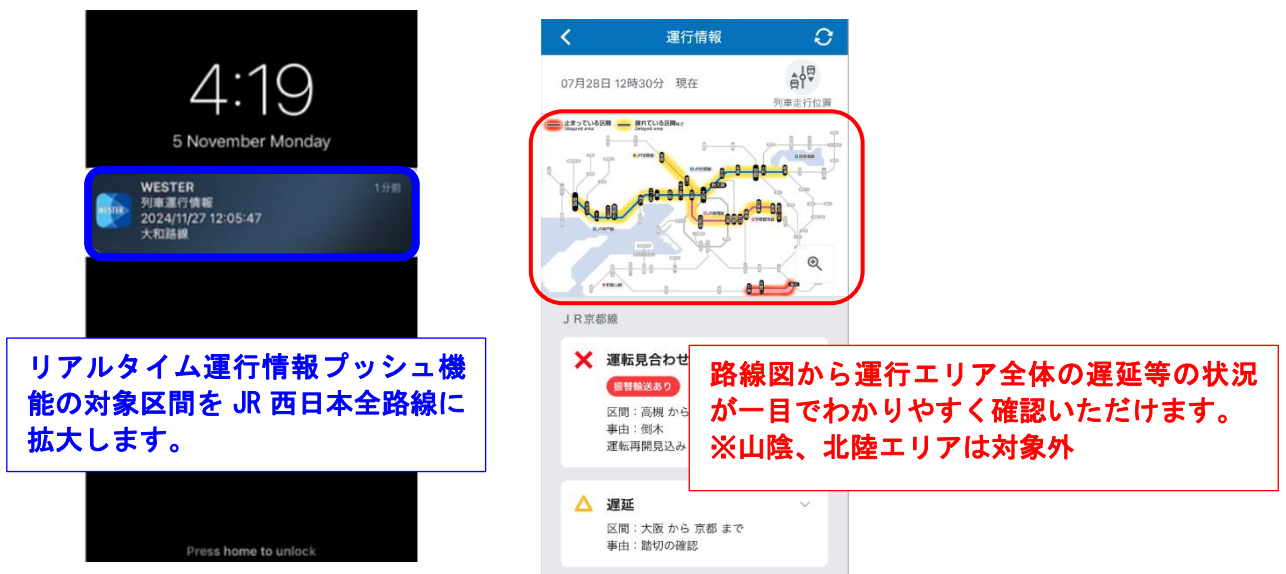 4:19
5 November Monday
WESTER
1分前
列車運行情報
2024/11/27 12:05:47
大和路線
WESTER
Press home to unlock
リアルタイム運行情報プッシュ機
能の対象区間を JR 西日本全路線に
拡大します。
運行情報
07月28日 12時30分 現在
列車走行位置
止まっている区間
Stopped area
遅れている区間など
Delayed area
JR京都線
運転見合わせ
振替輸送あり
区間：高槻 から
事由：倒木
運転再開見込み
遅延
区間：大阪 から 京都 まで
事由：踏切の確認
路線図から運行エリア全体の遅延等の状況
が一目でわかりやすく確認いただけます。
※山陰、北陸エリアは対象外